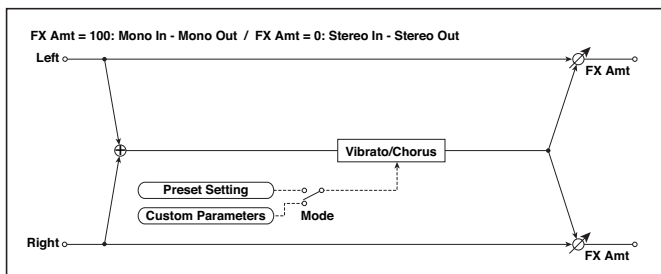 FX Amt = 100: Mono In - Mono Out / FX Amt = 0: Stereo In - Stereo Out
Left
FX Amt
Vibrato/Chorus
Preset Setting
Custom Parameters
Mode
Right
FX Amt